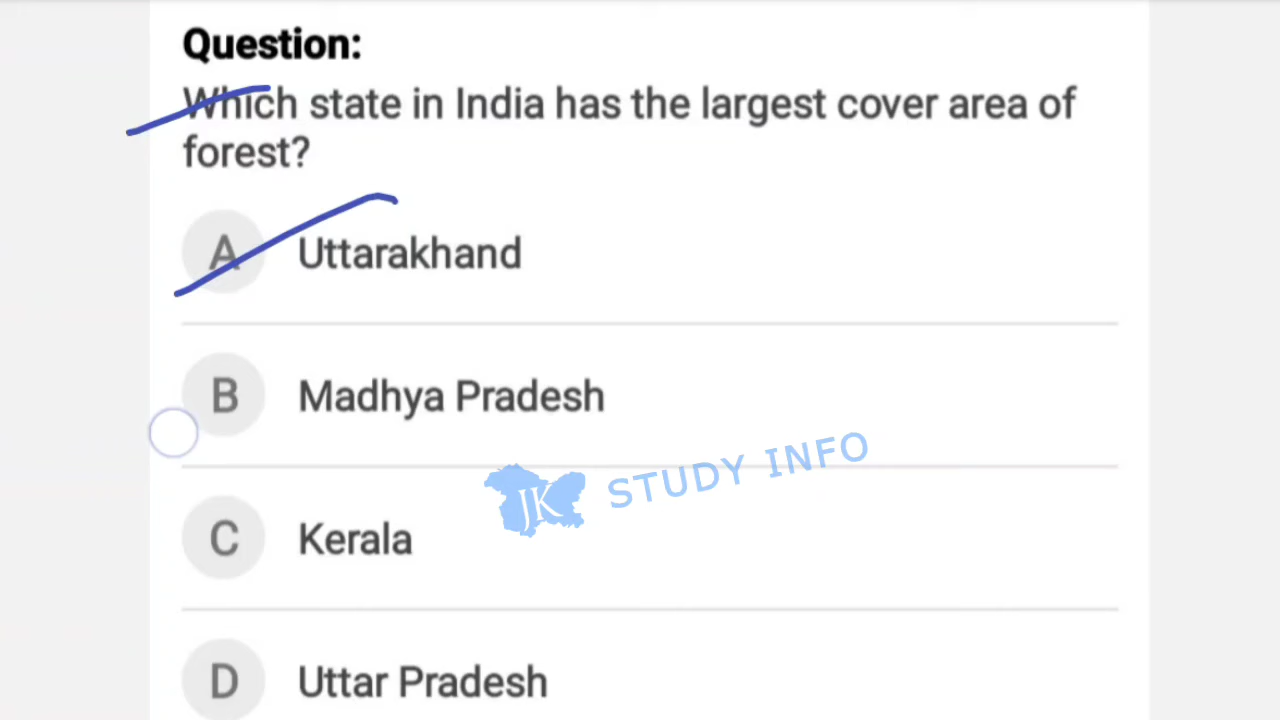 Question:
Which state in India has the largest cover area of
forest?
A Uttarakhand
B Madhya Pradesh
JK STUDY INFO
C Kerala
D Uttar Pradesh